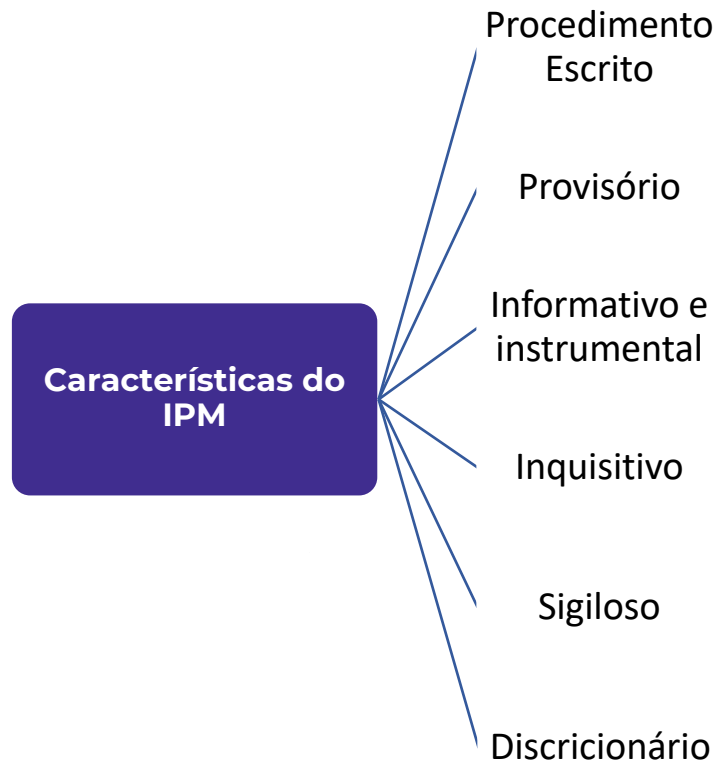 Procedimento
Escrito
Provisório
Informativo e
instrumental
Características do
IPM
Inquisitivo
Sigiloso
Discricionário